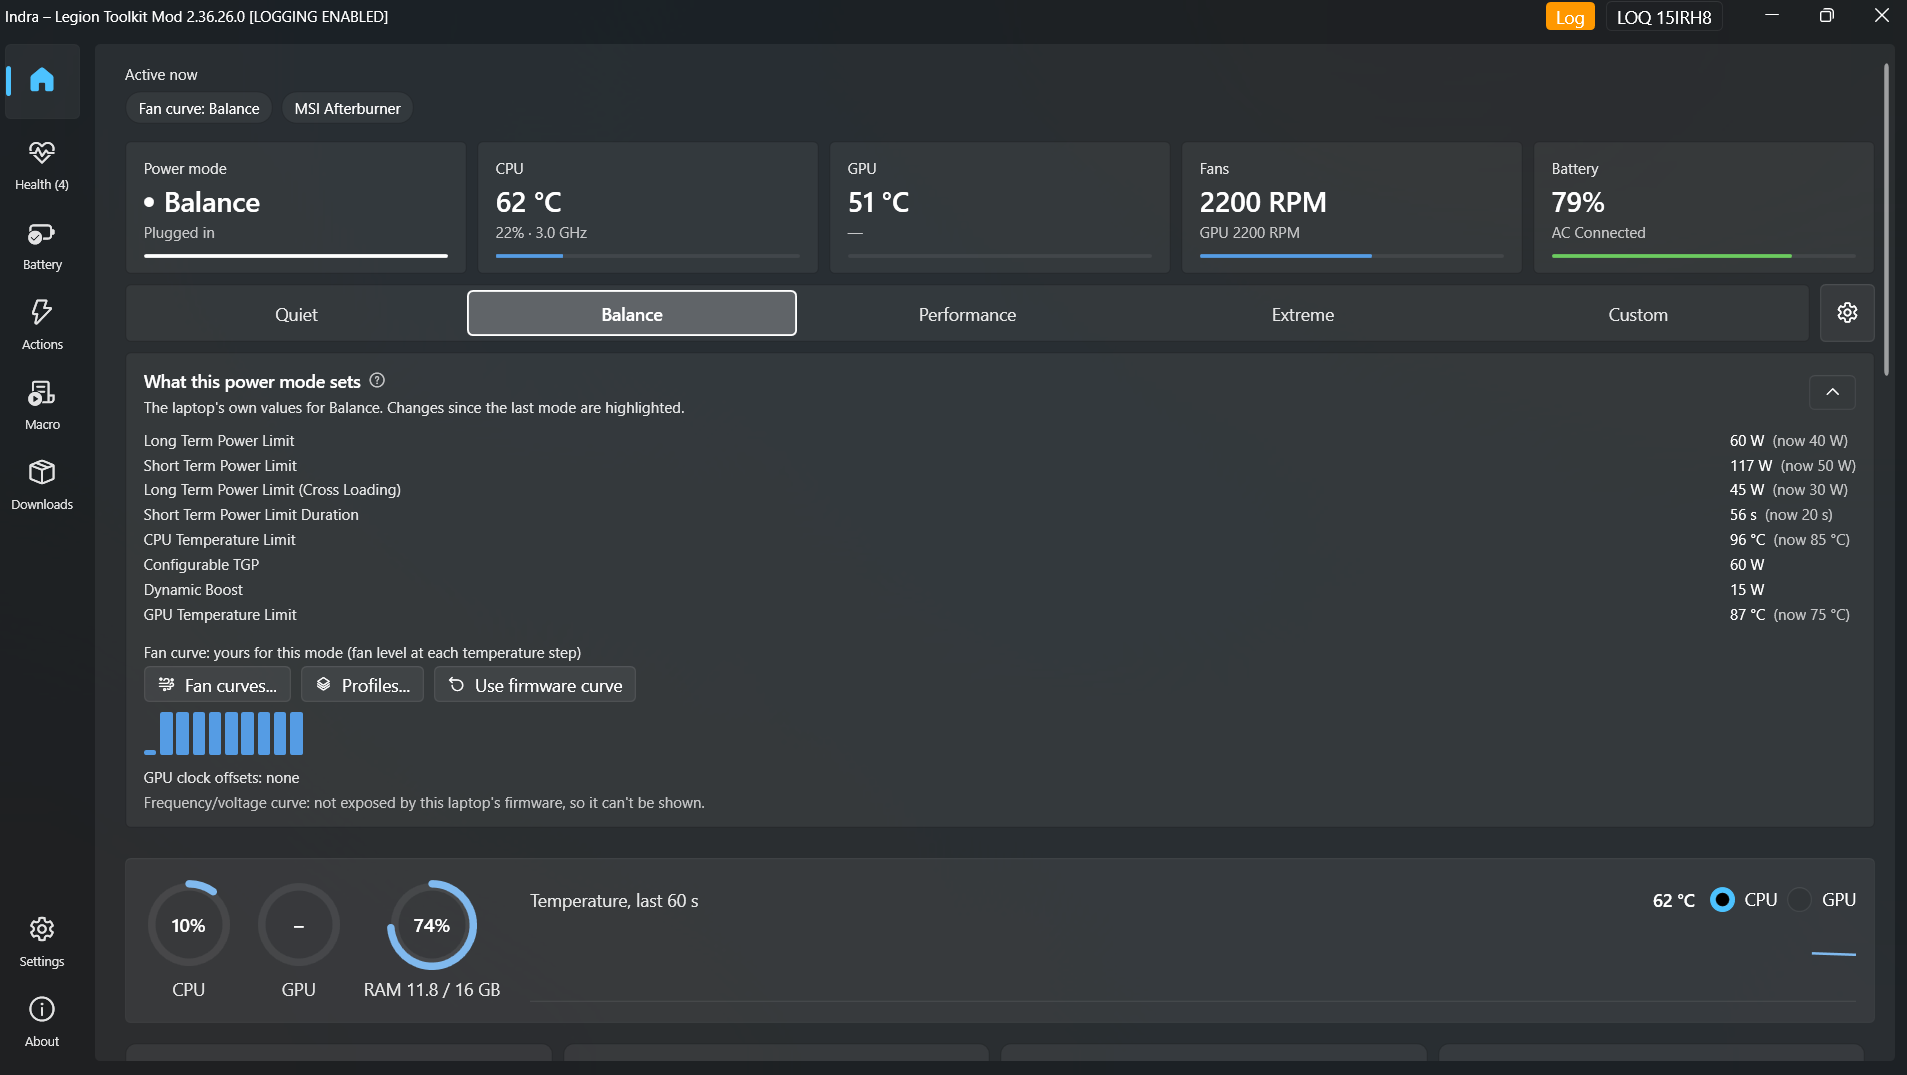 Indra – Legion Toolkit Mod 2.36.26.0 [LOGGING ENABLED]
Log
LOQ 15IRH8
Health (4)
Battery
Actions
Macro
Downloads
Settings
About
Active now
Fan curve: Balance
MSI Afterburner
Power mode
• Balance
Plugged in
CPU
62 °C
22% · 3.0 GHz
GPU
51 °C
—
Fans
2200 RPM
GPU 2200 RPM
Battery
79%
AC Connected
Quiet
Balance
Performance
Extreme
Custom
What this power mode sets
The laptop's own values for Balance. Changes since the last mode are highlighted.
Long Term Power Limit 60 W (now 40 W)
Short Term Power Limit 117 W (now 50 W)
Long Term Power Limit (Cross Loading) 45 W (now 30 W)
Short Term Power Limit Duration 56 s (now 20 s)
CPU Temperature Limit 96 °C (now 85 °C)
Configurable TGP 60 W
Dynamic Boost 15 W
GPU Temperature Limit 87 °C (now 75 °C)
Fan curve: yours for this mode (fan level at each temperature step)
Fan curves...
Profiles...
Use firmware curve
GPU clock offsets: none
Frequency/voltage curve: not exposed by this laptop's firmware, so it can't be shown.
10%
CPU
–
GPU
74%
RAM 11.8 / 16 GB
Temperature, last 60 s
62 °C
CPU
GPU